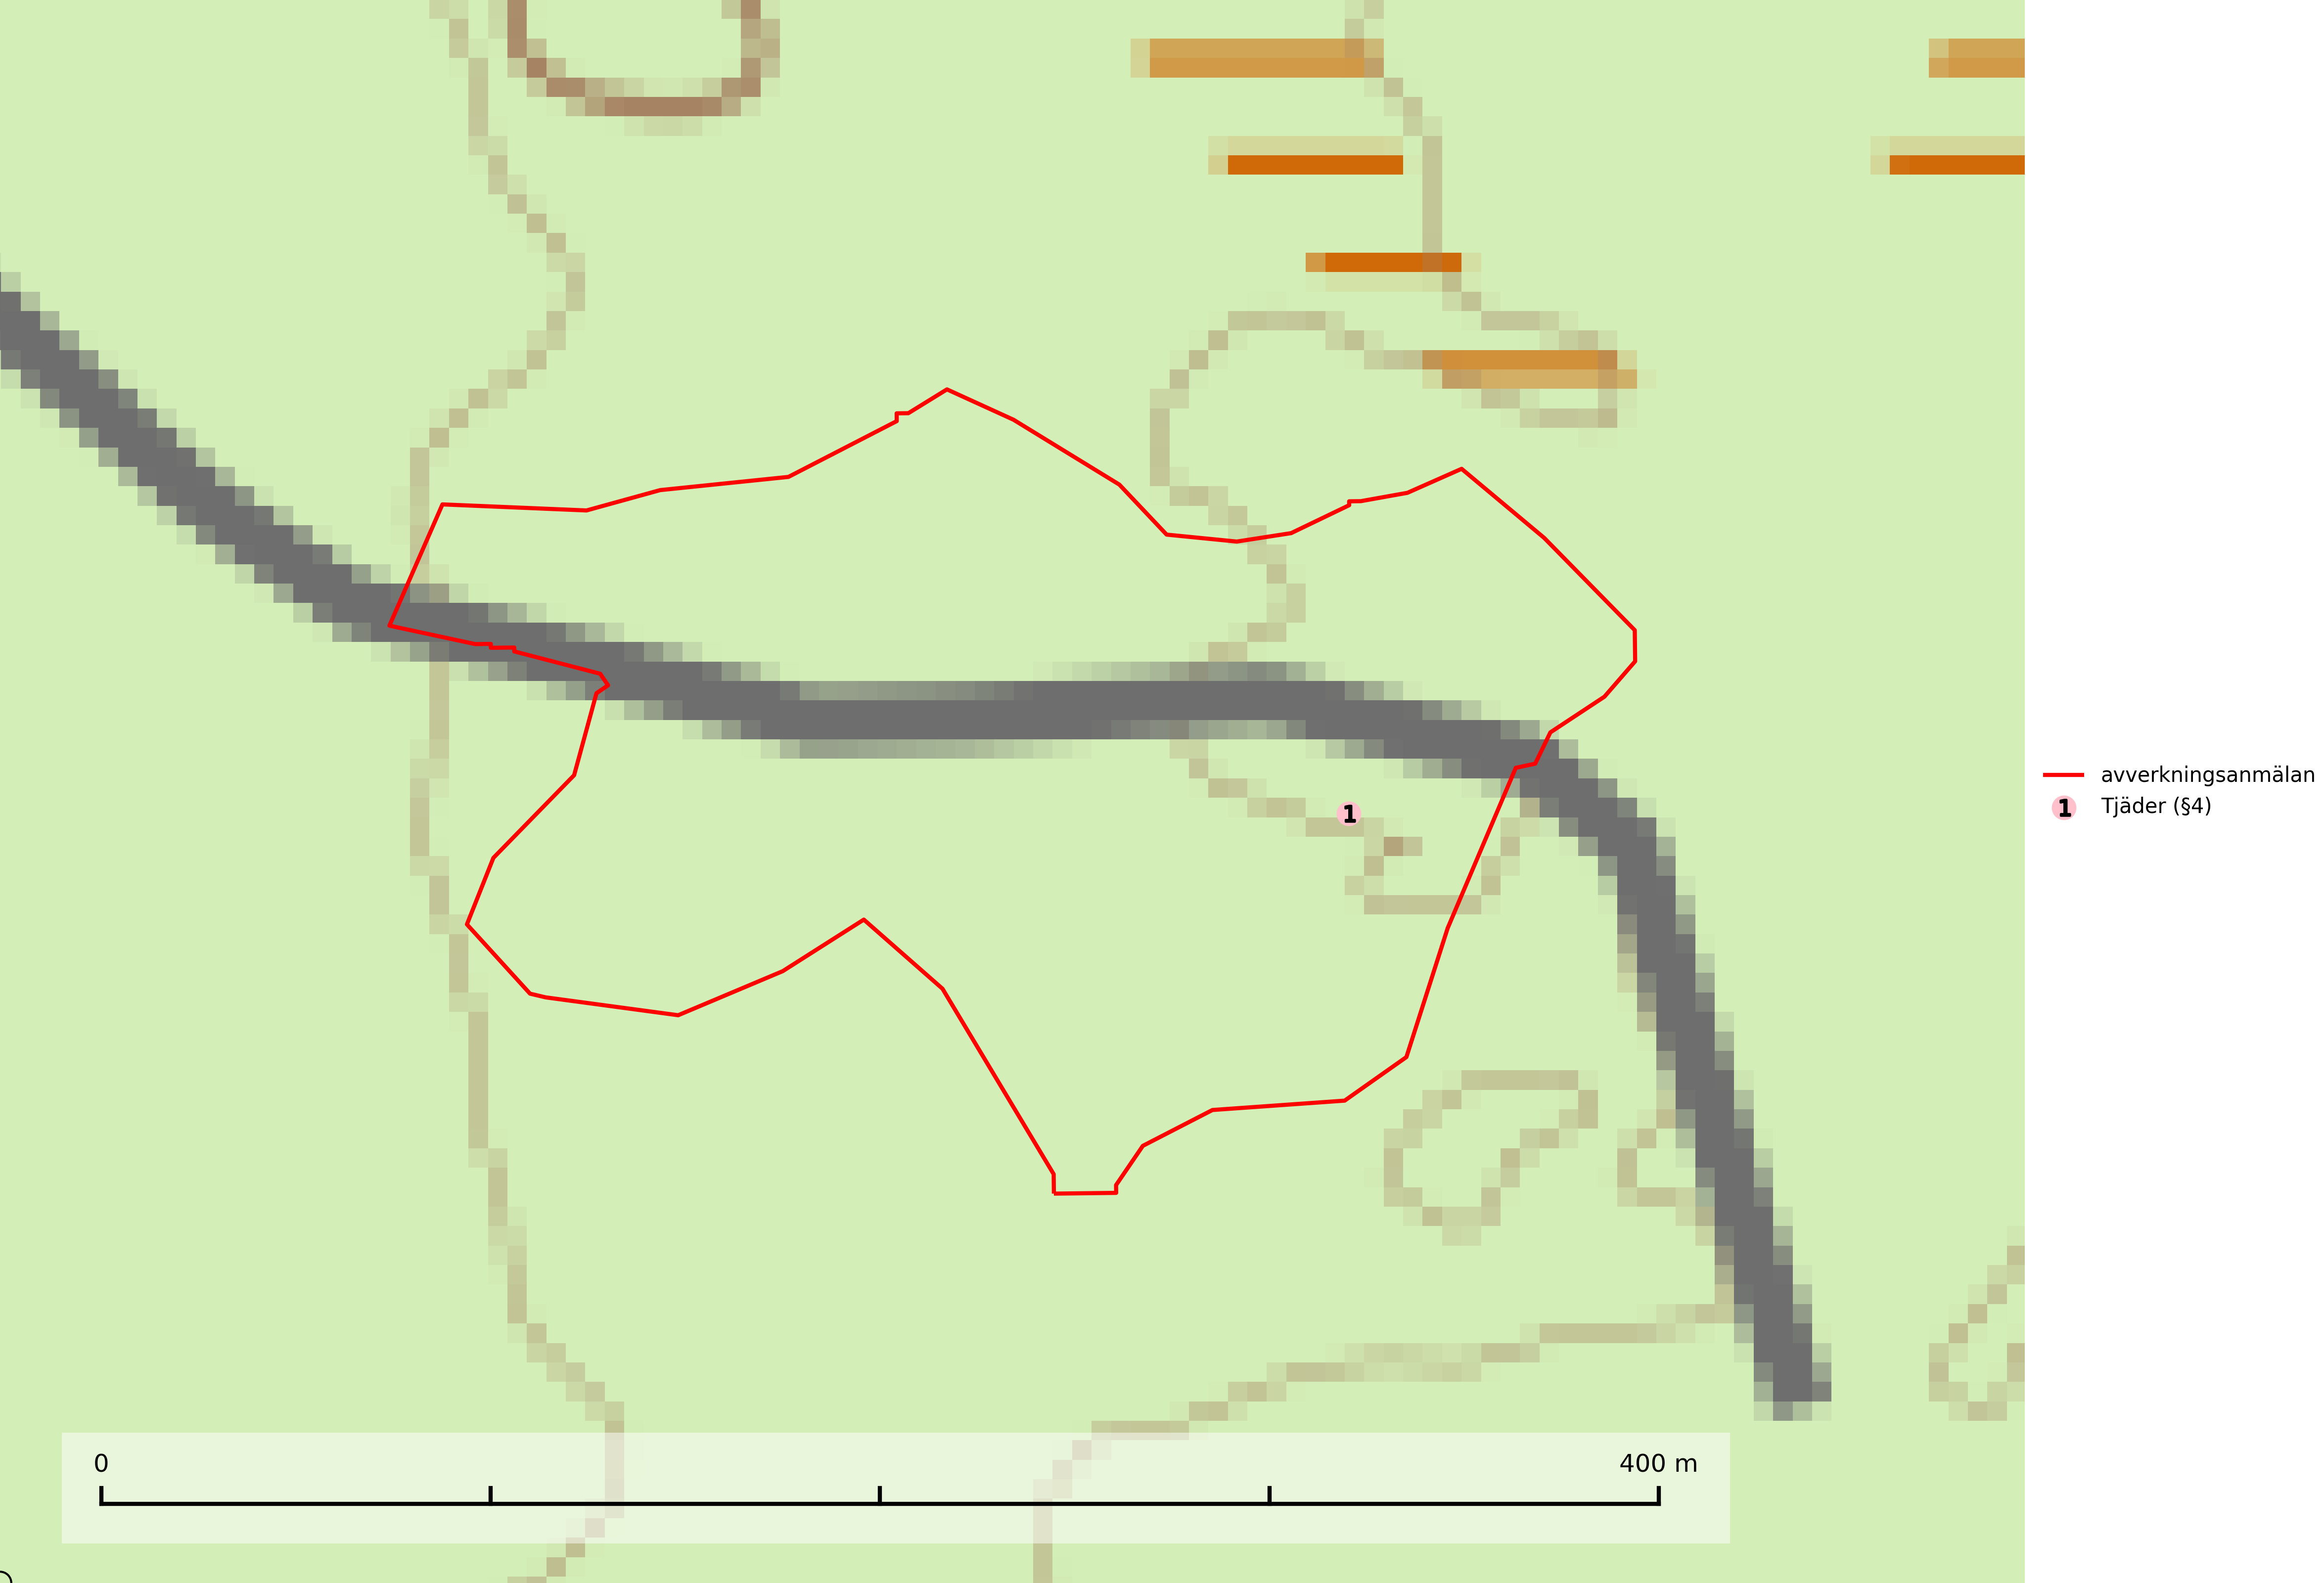 1
avverkningsanmälan
1 Tjäder (§4)
0 400 m